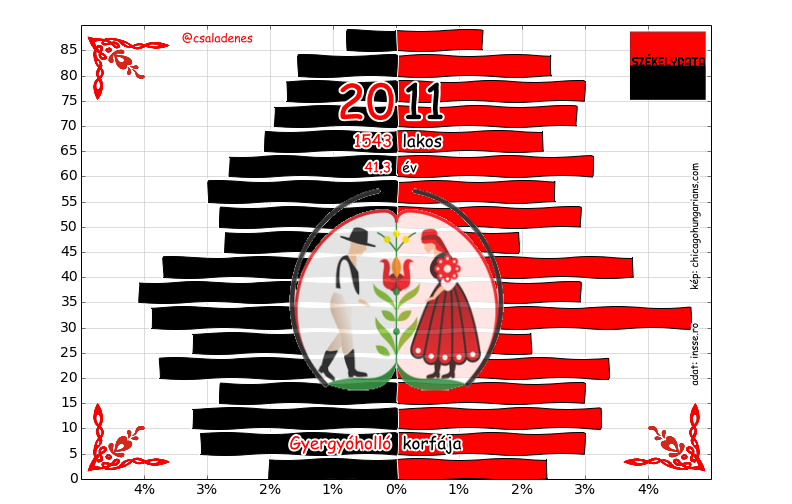 @csaladenes
SZÉKELYDATA
2011
1543 lakos
41,3 év
kép: chicagohungarians.com
adat: insse.ro
Gyergyóholló korfája
85
80
75
70
65
60
55
50
45
40
35
30
25
20
15
10
5
0
4% 3% 2% 1% 0% 1% 2% 3% 4%